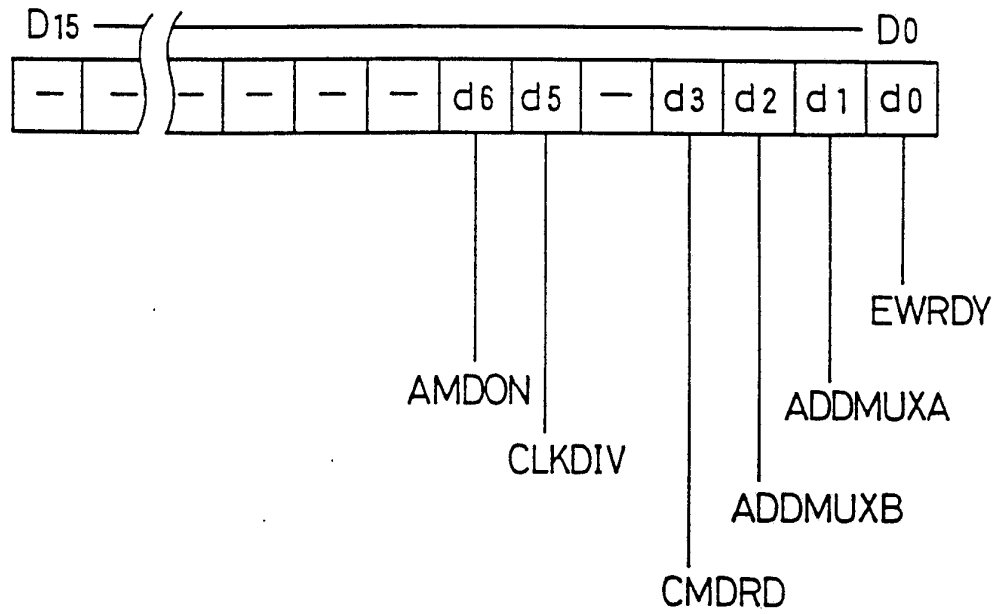 D15 D0
— — — — — — d6 d5 — d3 d2 d1 d0
EWRDY
AMDON
ADDMUXA
CLKDIV
ADDMUXB
CMDRD